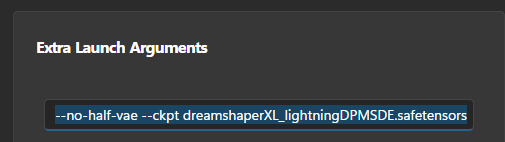 Extra Launch Arguments
--no-half-vae --ckpt dreamshaperXL_lightningDPMSDE.safetensors